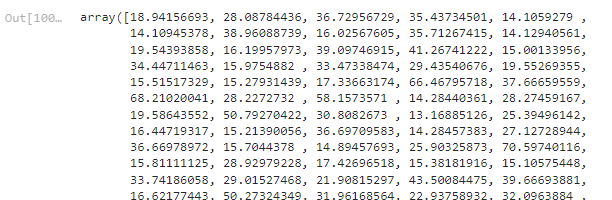 Out[100… array([18.94156693, 28.08784436, 36.72956729, 35.43734501, 14.1059279 ,
14.10945378, 38.96088739, 16.02567605, 35.71267415, 14.12940561,
19.54393858, 16.19957973, 39.09746915, 41.26741222, 15.00133956,
34.44711463, 15.9754882 , 33.47338474, 29.43540676, 19.55269355,
15.51517329, 15.27931439, 17.33663174, 66.46795718, 37.66659559,
68.21020041, 28.2272732 , 58.1573571 , 14.28440361, 28.27459167,
19.58643552, 50.79270422, 30.8082673 , 13.16885126, 25.39496142,
16.44719317, 15.21390056, 36.69709583, 14.28457383, 27.12728944,
36.66978972, 15.7044378 , 14.89457693, 25.90325873, 70.59740116,
15.81111125, 28.92979228, 17.42696518, 15.38181916, 15.10575448,
33.74186058, 29.01527468, 21.90815297, 43.50084475, 39.66693881,
16.62177443, 50.27324349, 31.96168564, 22.93758932, 32.0963884 ,